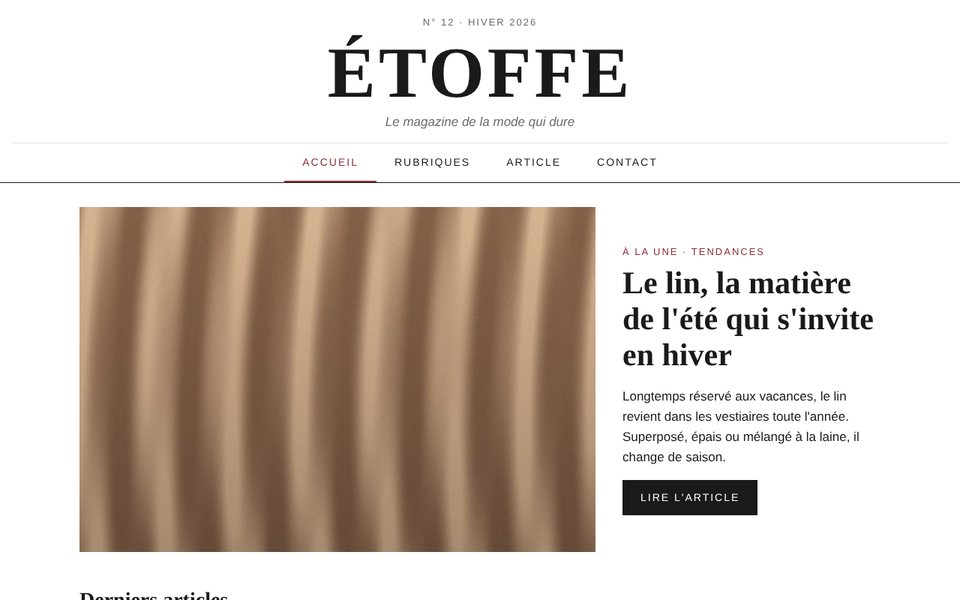 N° 12 · HIVER 2026
ÉTOFFE
Le magazine de la mode qui dure
ACCUEIL RUBRIQUES ARTICLE CONTACT
À LA UNE · TENDANCES
Le lin, la matière
de l'été qui s'invite
en hiver
Longtemps réservé aux vacances, le lin
revient dans les vestiaires toute l'année.
Superposé, épais ou mélangé à la laine, il
change de saison.
LIRE L'ARTICLE
Derniers articles